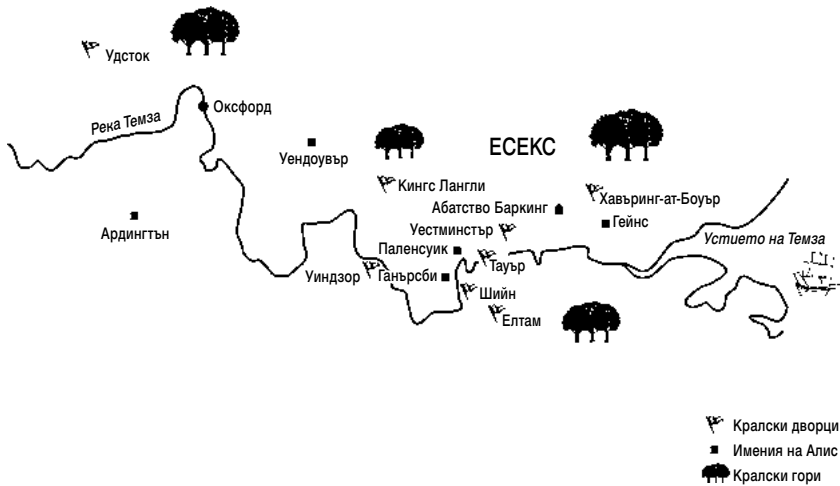 Удсток
Оксфорд
Река Темза
Уендоувър
ЕСЕКС
Кингс Лангли
Хавъринг-ат-Боуър
Абатство Баркинг
Ардингтън
Гейнс
Уестминстър
Устието на Темза
Паленсуик
Тауър
Уиндзор
Ганърсби
Шийн
Елтам
Кралски дворци
Имения на Алис
Кралски гори